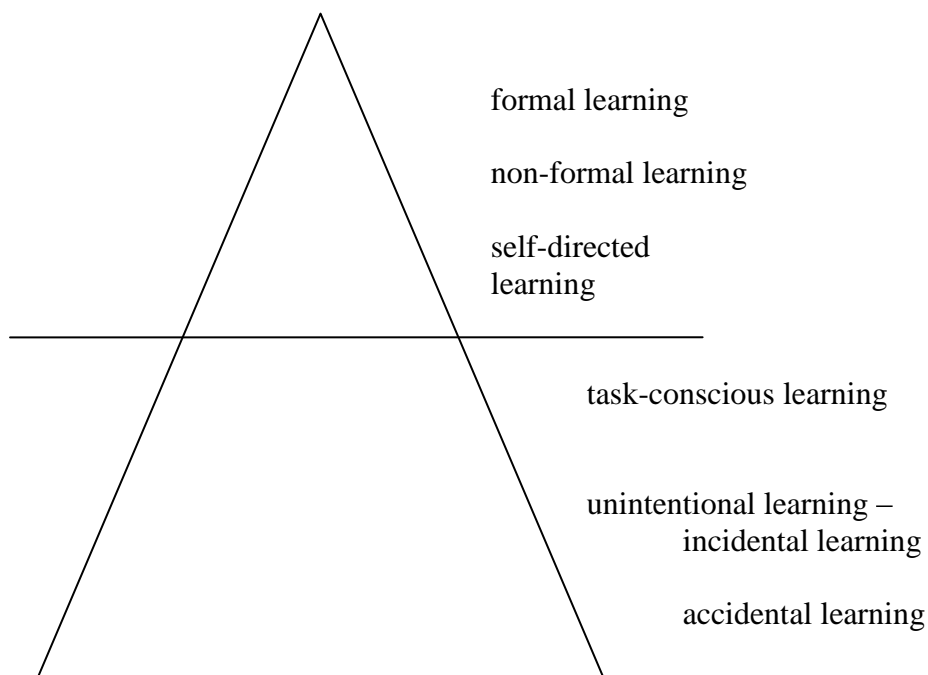 formal learning
non-formal learning
self-directed
learning
task-conscious learning
unintentional learning –
incidental learning
accidental learning